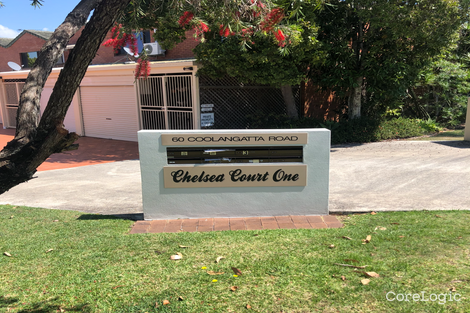 60 COOLANGATTA ROAD
Chelsea Court One
CoreLogic